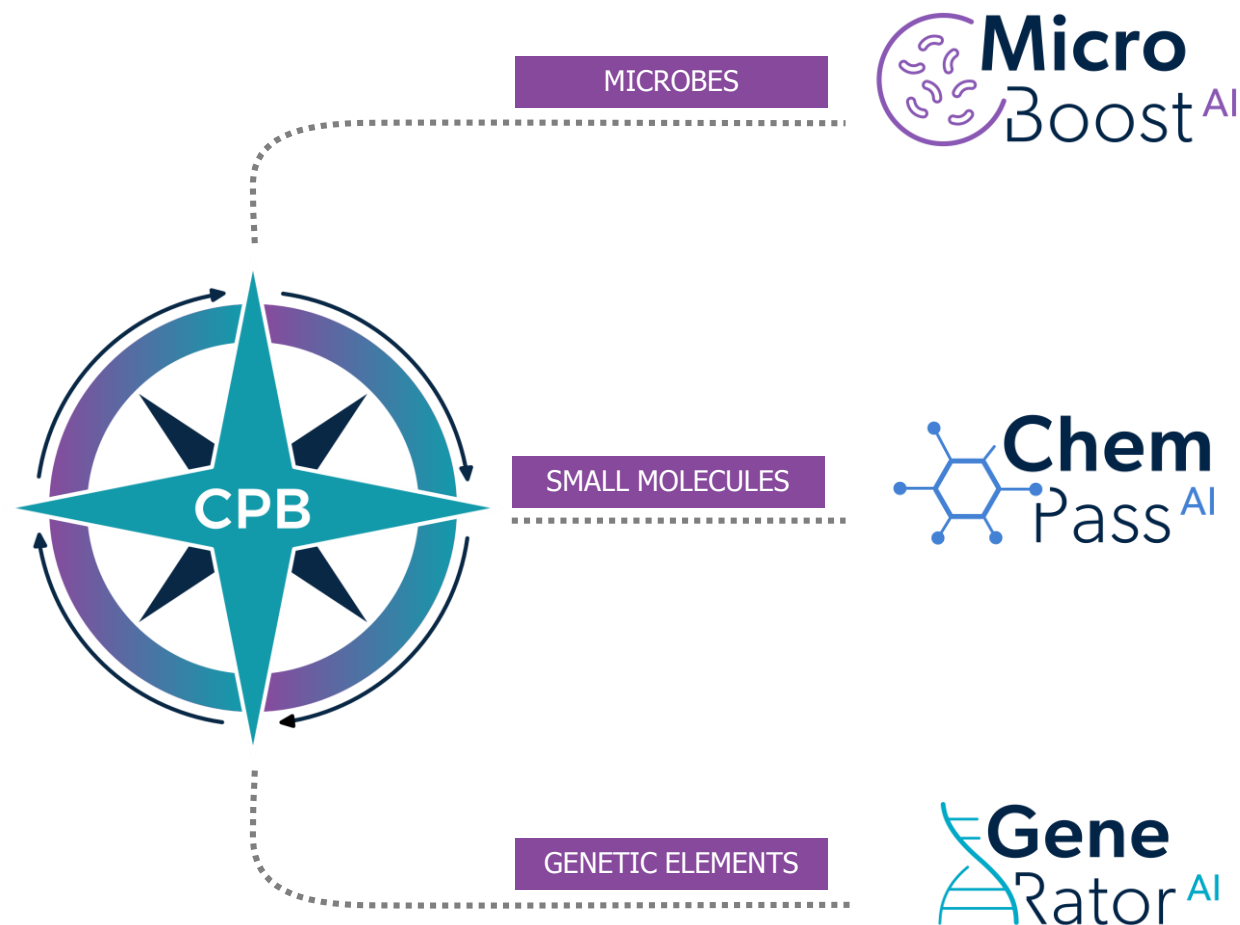 MICROBES
Micro
Boost AI
CPB
SMALL MOLECULES
Chem
Pass AI
GENETIC ELEMENTS
Gene
Rator AI